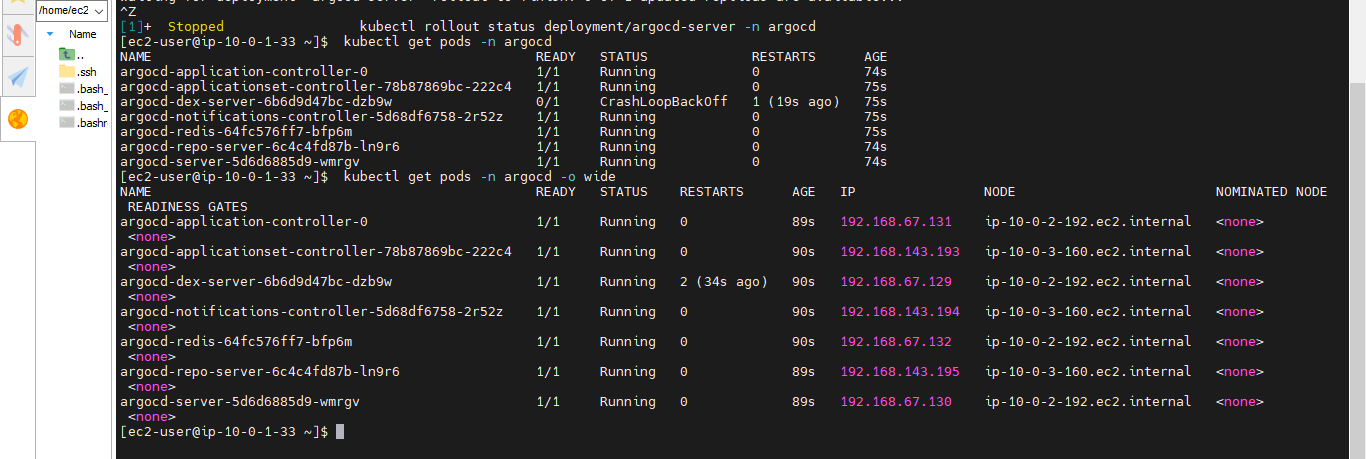 /home/ec2
Name
..
.ssh
.bash_
.bash_
.bashr
^Z
[1]+  Stopped                 kubectl rollout status deployment/argocd-server -n argocd
[ec2-user@ip-10-0-1-33 ~]$  kubectl get pods -n argocd
NAME                                                READY   STATUS             RESTARTS      AGE
argocd-application-controller-0                     1/1     Running            0             74s
argocd-applicationset-controller-78b87869bc-222c4   1/1     Running            0             75s
argocd-dex-server-6b6d9d47bc-dzb9w                  0/1     CrashLoopBackOff   1 (19s ago)   75s
argocd-notifications-controller-5d68df6758-2r52z    1/1     Running            0             75s
argocd-redis-64fc576ff7-bfp6m                       1/1     Running            0             75s
argocd-repo-server-6c4c4fd87b-ln9r6                 1/1     Running            0             74s
argocd-server-5d6d6885d9-wmrgv                      1/1     Running            0             74s
[ec2-user@ip-10-0-1-33 ~]$  kubectl get pods -n argocd -o wide
NAME                                                READY   STATUS    RESTARTS      AGE   IP                NODE                        NOMINATED NODE
 READINESS GATES
argocd-application-controller-0                     1/1     Running   0             89s   192.168.67.131    ip-10-0-2-192.ec2.internal   <none>
 <none>
argocd-applicationset-controller-78b87869bc-222c4   1/1     Running   0             90s   192.168.143.193   ip-10-0-3-160.ec2.internal   <none>
 <none>
argocd-dex-server-6b6d9d47bc-dzb9w                  1/1     Running   2 (34s ago)   90s   192.168.67.129    ip-10-0-2-192.ec2.internal   <none>
 <none>
argocd-notifications-controller-5d68df6758-2r52z    1/1     Running   0             90s   192.168.143.194   ip-10-0-3-160.ec2.internal   <none>
 <none>
argocd-redis-64fc576ff7-bfp6m                       1/1     Running   0             90s   192.168.67.132    ip-10-0-2-192.ec2.internal   <none>
 <none>
argocd-repo-server-6c4c4fd87b-ln9r6                 1/1     Running   0             89s   192.168.143.195   ip-10-0-3-160.ec2.internal   <none>
 <none>
argocd-server-5d6d6885d9-wmrgv                      1/1     Running   0             89s   192.168.67.130    ip-10-0-2-192.ec2.internal   <none>
 <none>
[ec2-user@ip-10-0-1-33 ~]$